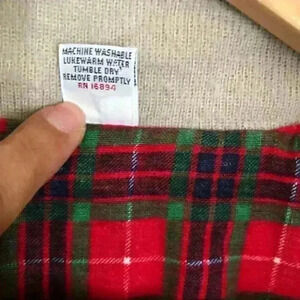 MACHINE WASHABLE
LUKEWARM WATER
TUMBLE DRY
REMOVE PROMPTLY
RN 16894